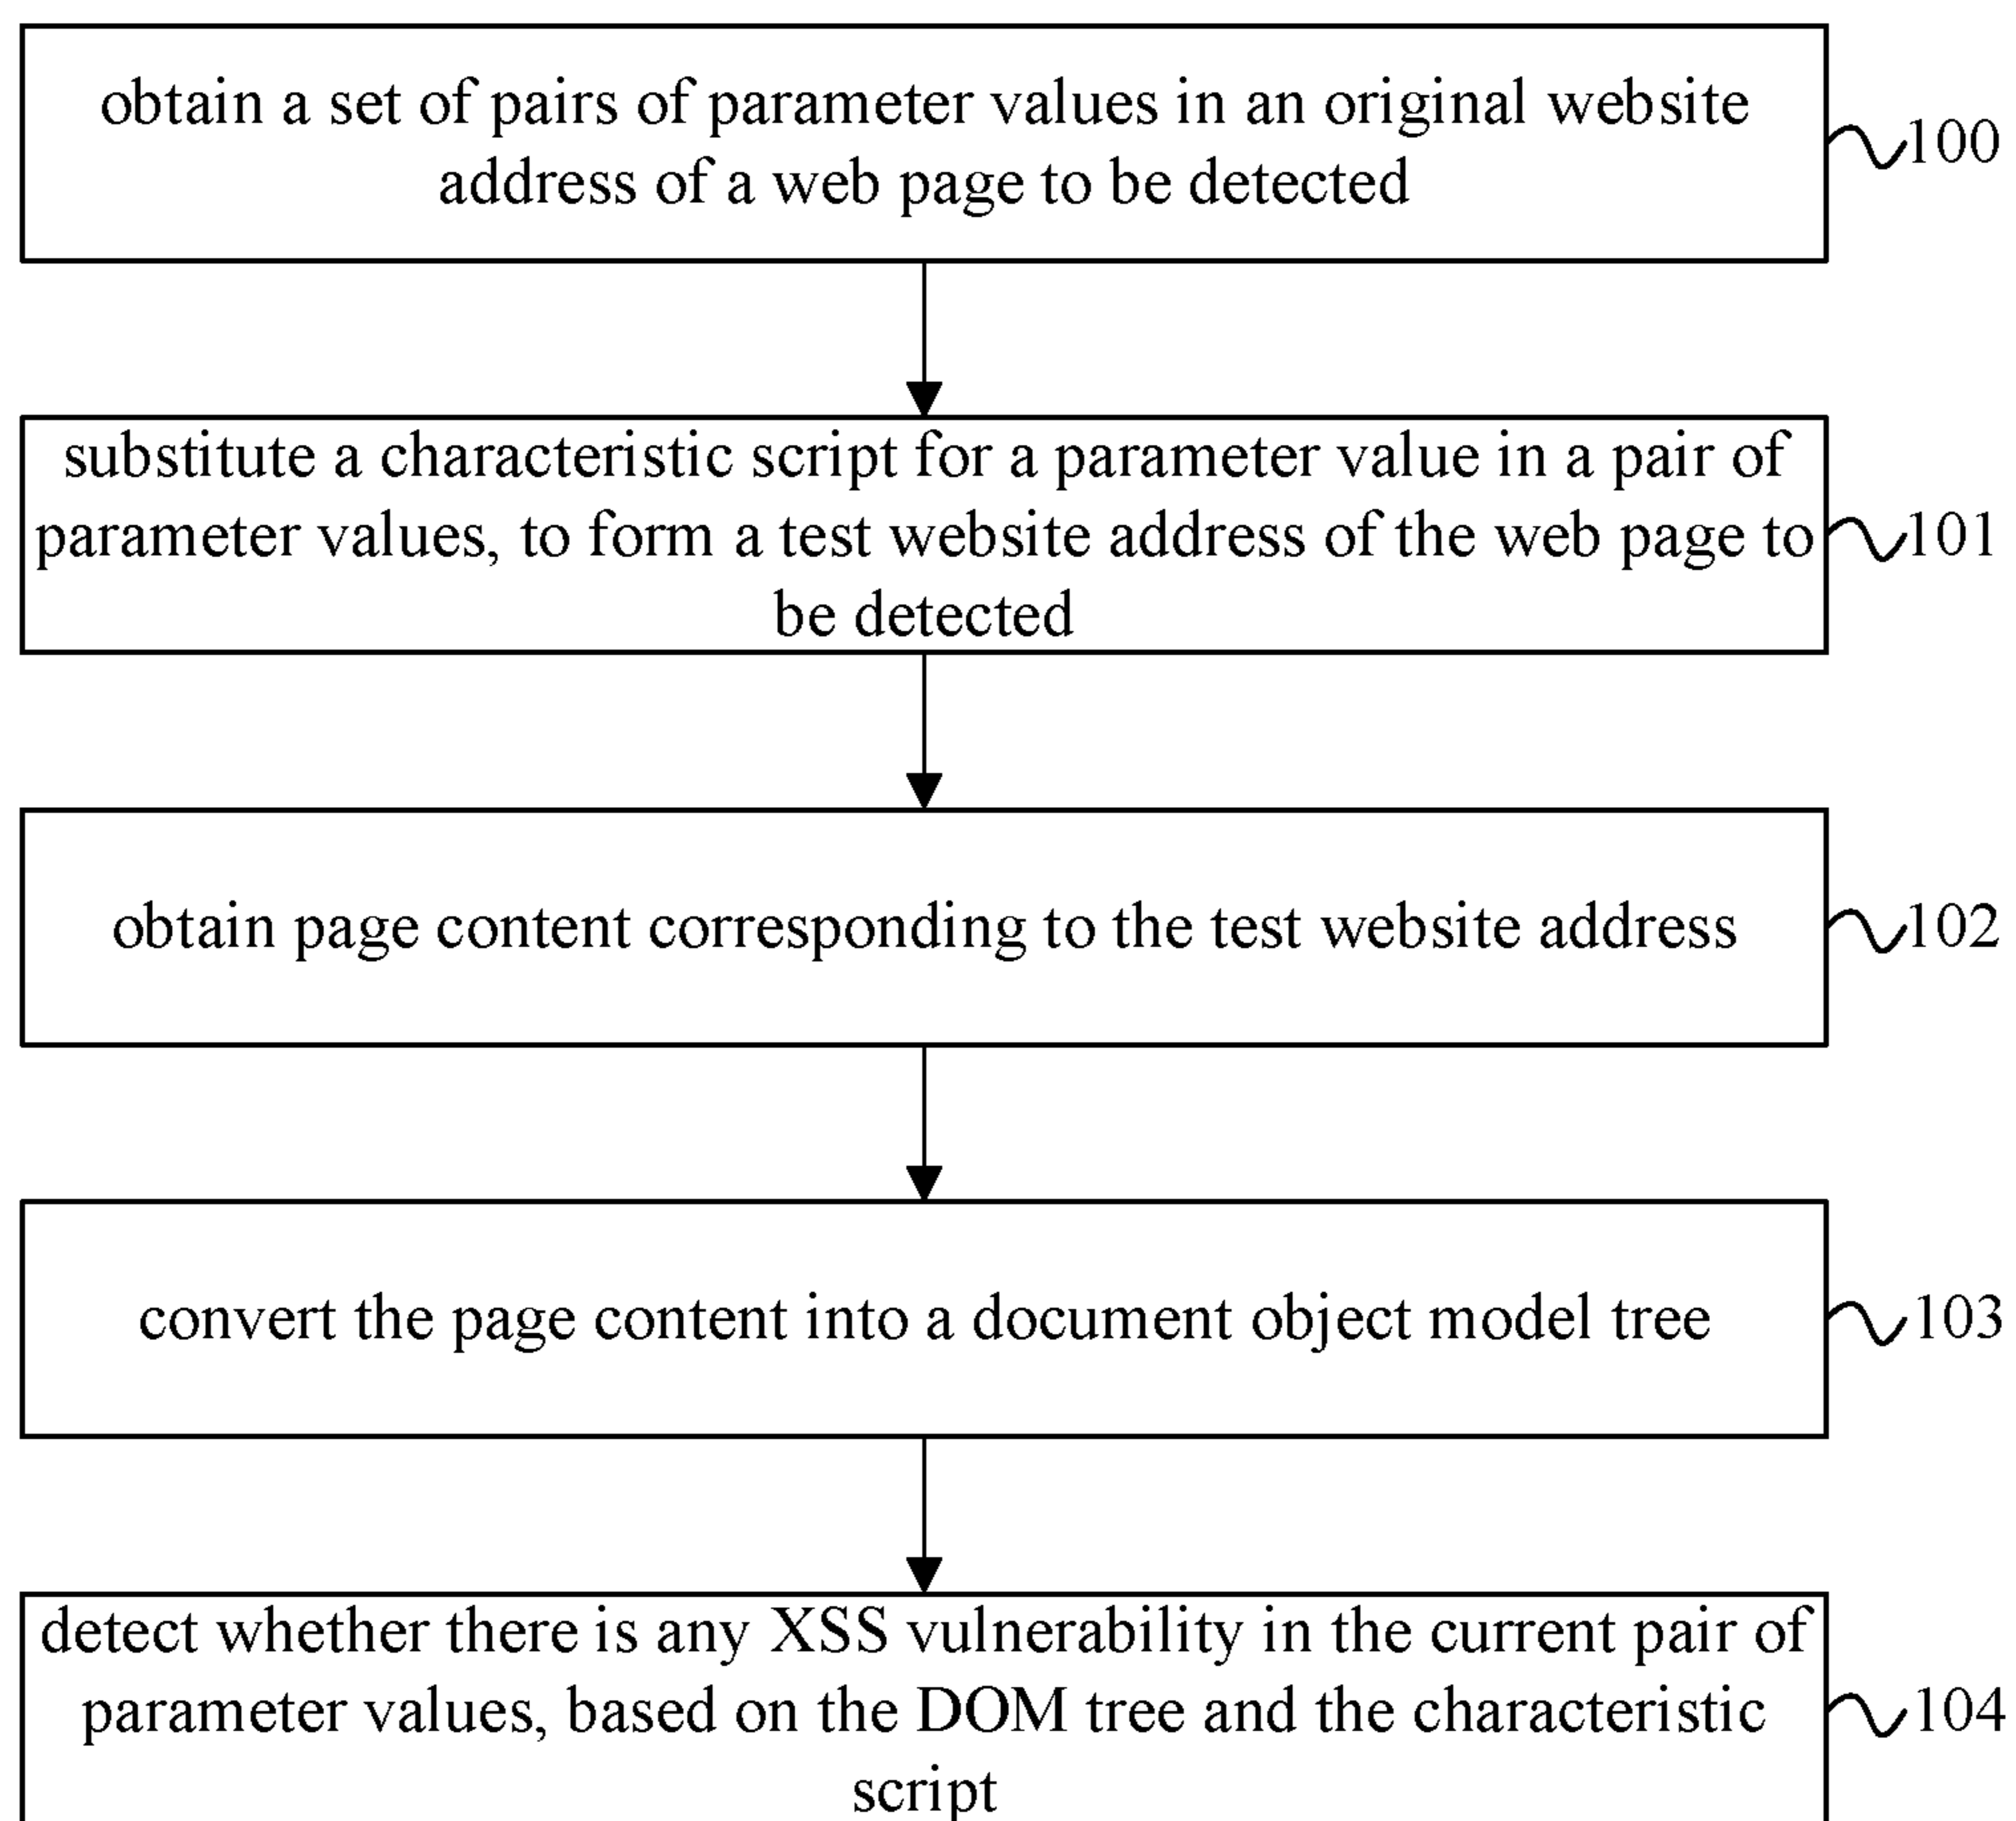 obtain a set of pairs of parameter values in an original website
address of a web page to be detected
100
substitute a characteristic script for a parameter value in a pair of
parameter values, to form a test website address of the web page to
be detected
101
obtain page content corresponding to the test website address
102
convert the page content into a document object model tree
103
detect whether there is any XSS vulnerability in the current pair of
parameter values, based on the DOM tree and the characteristic
script
104